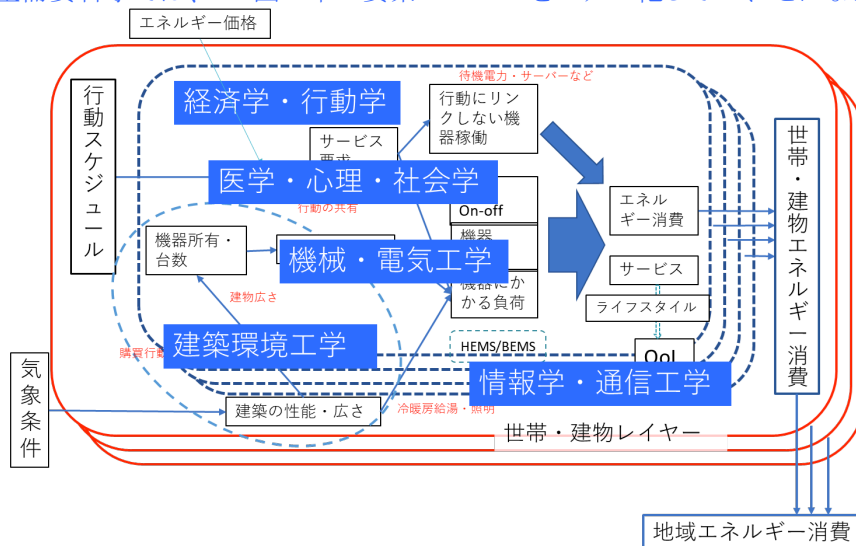 エネルギー価格
待機電力・サーバーなど
経済学・行動学
行動にリン
クしない機
器稼働
行動スケジュール
サービス
医学・心理・社会学
On-off
行動の共有
エネル
ギー消費
世帯・建物エネルギー消費
機器所有・
台数
機械・電気工学
機器
機器にか
かる負荷
サービス
建物広さ
ライフスタイル
建築環境工学
HEMS/BEMS
QoL
購買行動
気象条件
情報学・通信工学
建築の性能・広さ
冷暖房給湯・照明
世帯・建物レイヤー
地域エネルギー消費